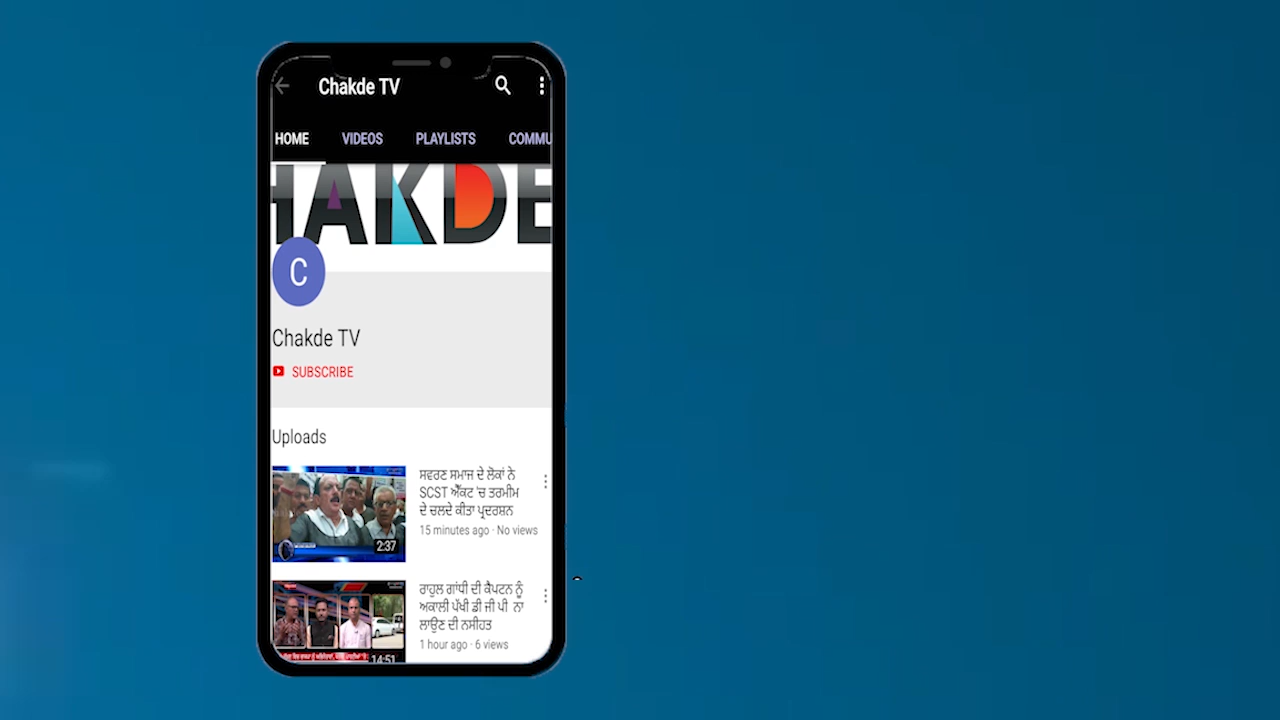 Chakde TV
HOME VIDEOS PLAYLISTS COMMU
HAKDE
C
Chakde TV
SUBSCRIBE
Uploads
ਸਵਰਣ ਸਮਾਜ ਦੇ ਲੋਕਾਂ ਨੇ
SCST ਐਕਟ 'ਚ ਤਰਮੀਮ
ਦੇ ਚਲਦੇ ਕੀਤਾ ਪ੍ਰਦਰਸ਼ਨ
15 minutes ago · No views
2:37
ਰਾਹੁਲ ਗਾਂਧੀ ਦੀ ਕੈਪਟਨ ਨੂੰ
ਅਕਾਲੀ ਪੱਖੀ ਡੀ ਜੀ ਪੀ ਨਾ
ਲਾਉਣ ਦੀ ਨਸੀਹਤ
1 hour ago · 6 views
14:51